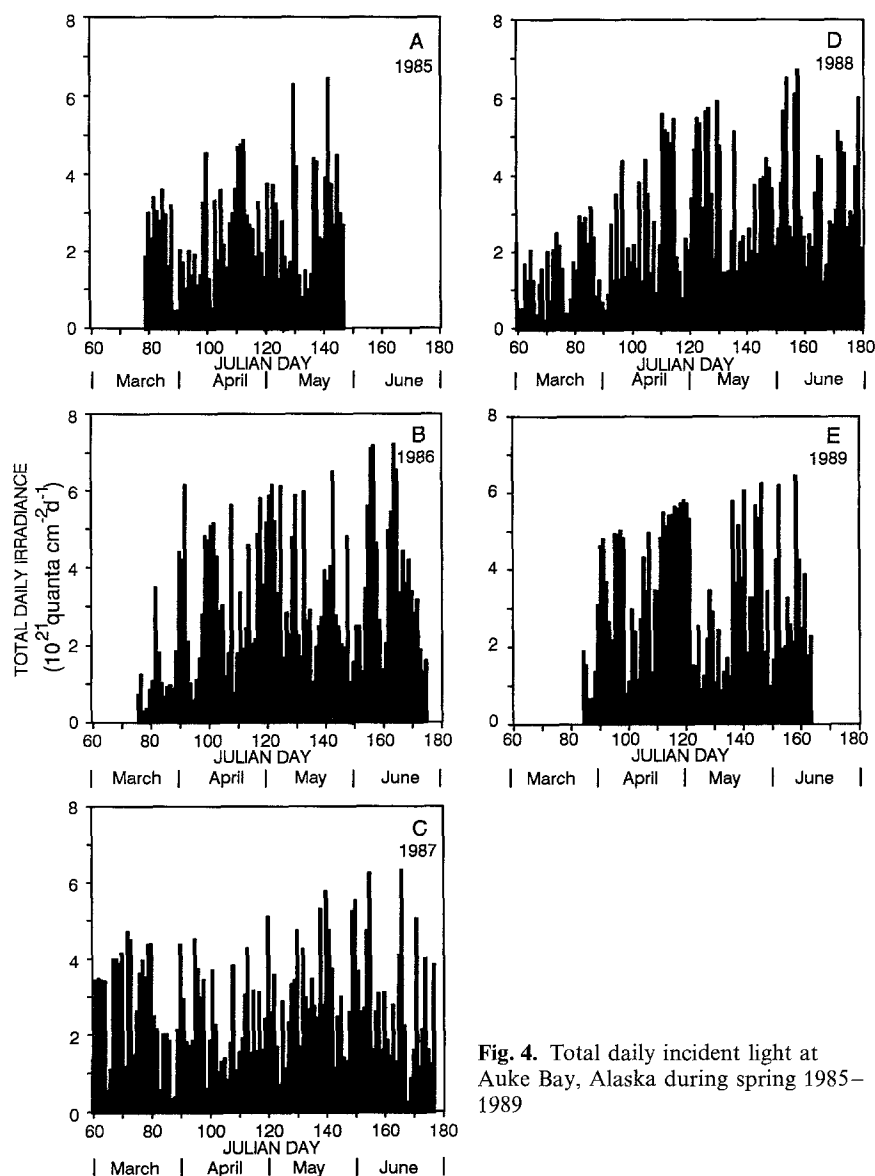 8
6
4
2
0
A
1985
60 80 100 120 140 160 180
JULIAN DAY
| March | April | May | June |
8
6
4
2
0
D
1988
60 80 100 120 140 160 180
JULIAN DAY
| March | April | May | June |
TOTAL DAILY IRRADIANCE
(10²¹quanta cm⁻²d⁻¹)
8
6
4
2
0
B
1986
60 80 100 120 140 160 180
JULIAN DAY
| March | April | May | June |
8
6
4
2
0
E
1989
60 80 100 120 140 160 180
JULIAN DAY
| March | April | May | June |
8
6
4
2
0
C
1987
60 80 100 120 140 160 180
JULIAN DAY
| March | April | May | June |
Fig. 4. Total daily incident light at
Auke Bay, Alaska during spring 1985–
1989